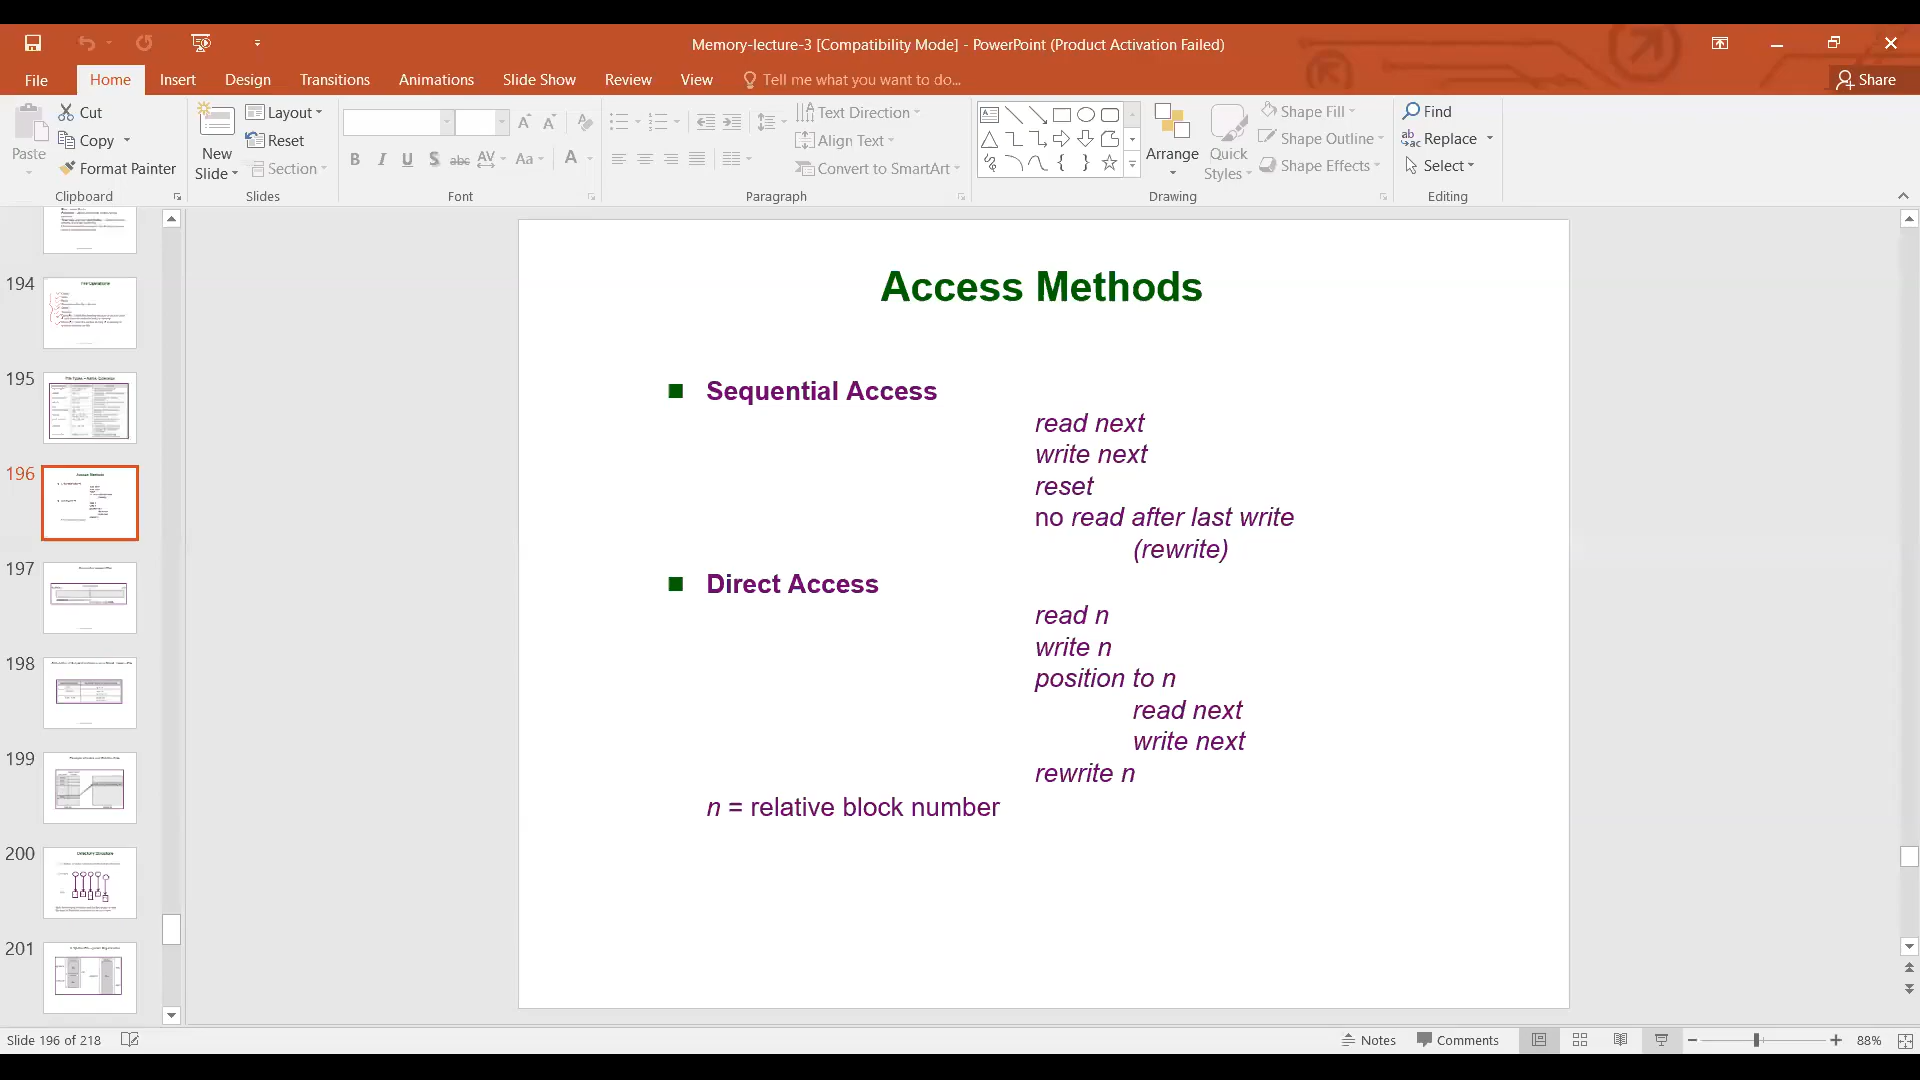 Memory-lecture-3 [Compatibility Mode] - PowerPoint (Product Activation Failed)
File Home Insert Design Transitions Animations Slide Show Review View Tell me what you want to do... Share
Paste
Cut
Copy
Format Painter
Clipboard
New Slide
Layout
Reset
Section
Slides
B I U S abc AV Aa A
Font
Text Direction
Align Text
Convert to SmartArt
Paragraph
Arrange
Quick Styles
Shape Fill
Shape Outline
Shape Effects
Drawing
Find
Replace
Select
Editing
194
195
196
197
198
199
200
Directory Structure
201
Access Methods
Sequential Access
read next
write next
reset
no read after last write
(rewrite)
Direct Access
read n
write n
position to n
read next
write next
rewrite n
n = relative block number
Slide 196 of 218
Notes Comments 88%